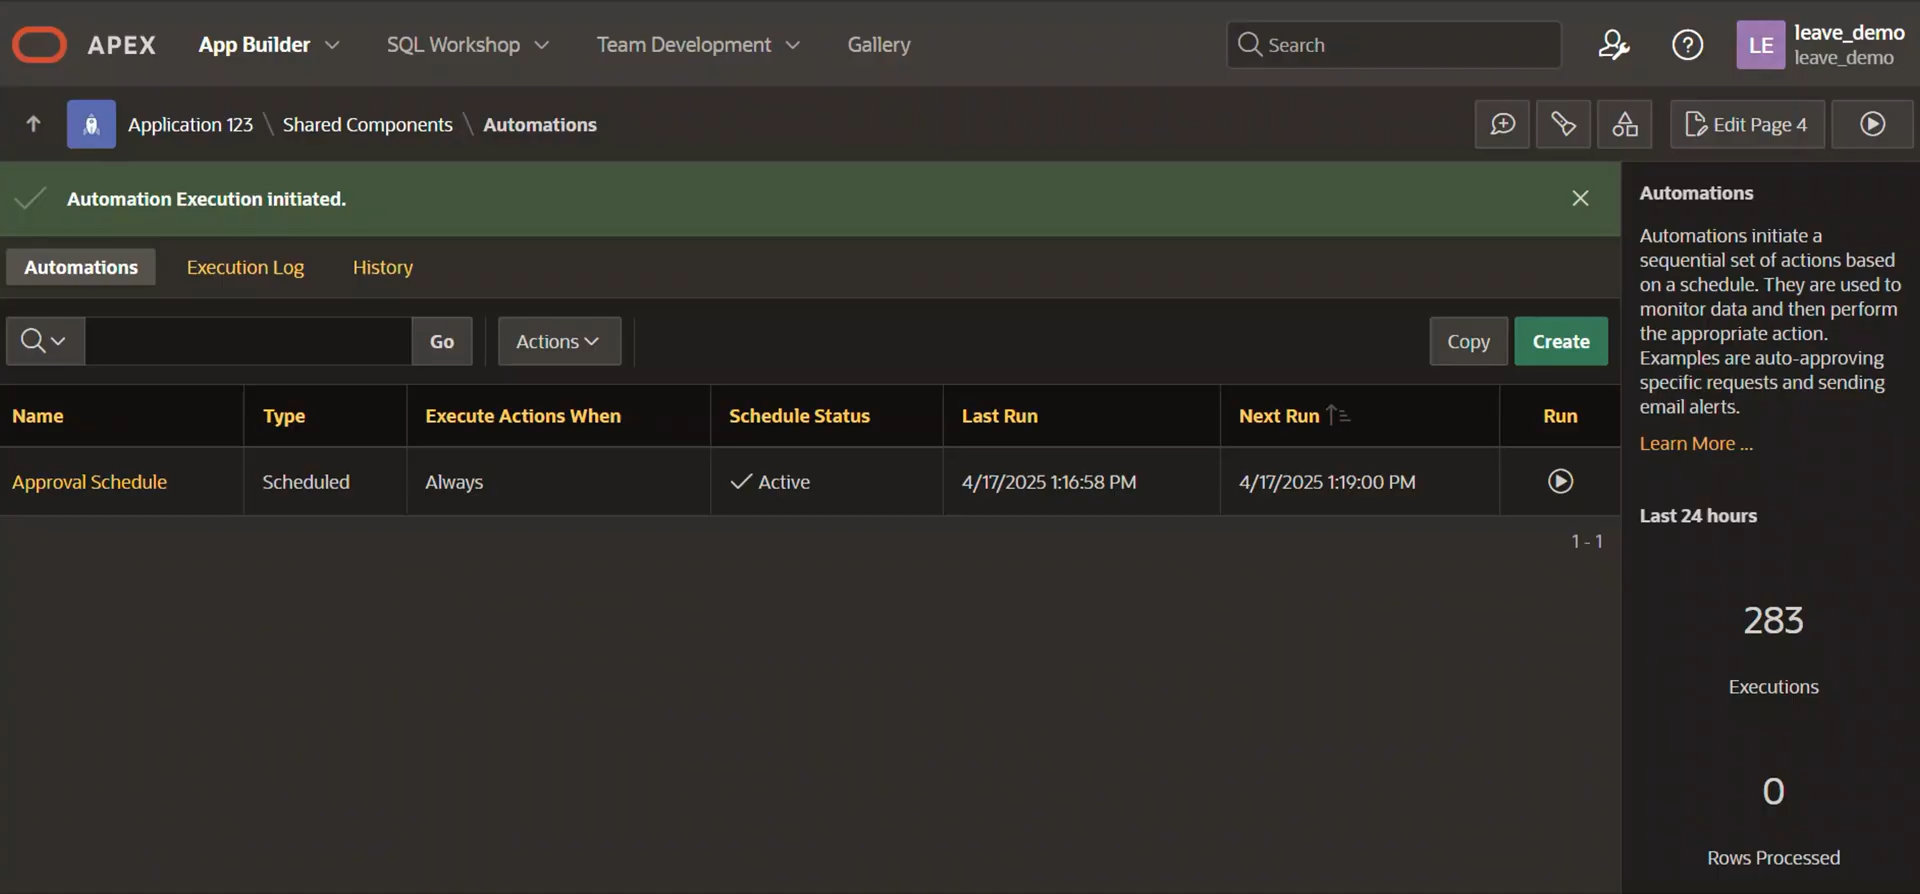 APEX App Builder SQL Workshop Team Development Gallery Search LE leave_demo
leave_demo
Application 123 \ Shared Components \ Automations Edit Page 4
Automation Execution initiated.
Automations Execution Log History
Go Actions Copy Create
Name Type Execute Actions When Schedule Status Last Run Next Run Run
Approval Schedule Scheduled Always Active 4/17/2025 1:16:58 PM 4/17/2025 1:19:00 PM
1 - 1
Automations
Automations initiate a
sequential set of actions based
on a schedule. They are used to
monitor data and then perform
the appropriate action.
Examples are auto-approving
specific requests and sending
email alerts.
Learn More ...
Last 24 hours
283
Executions
0
Rows Processed